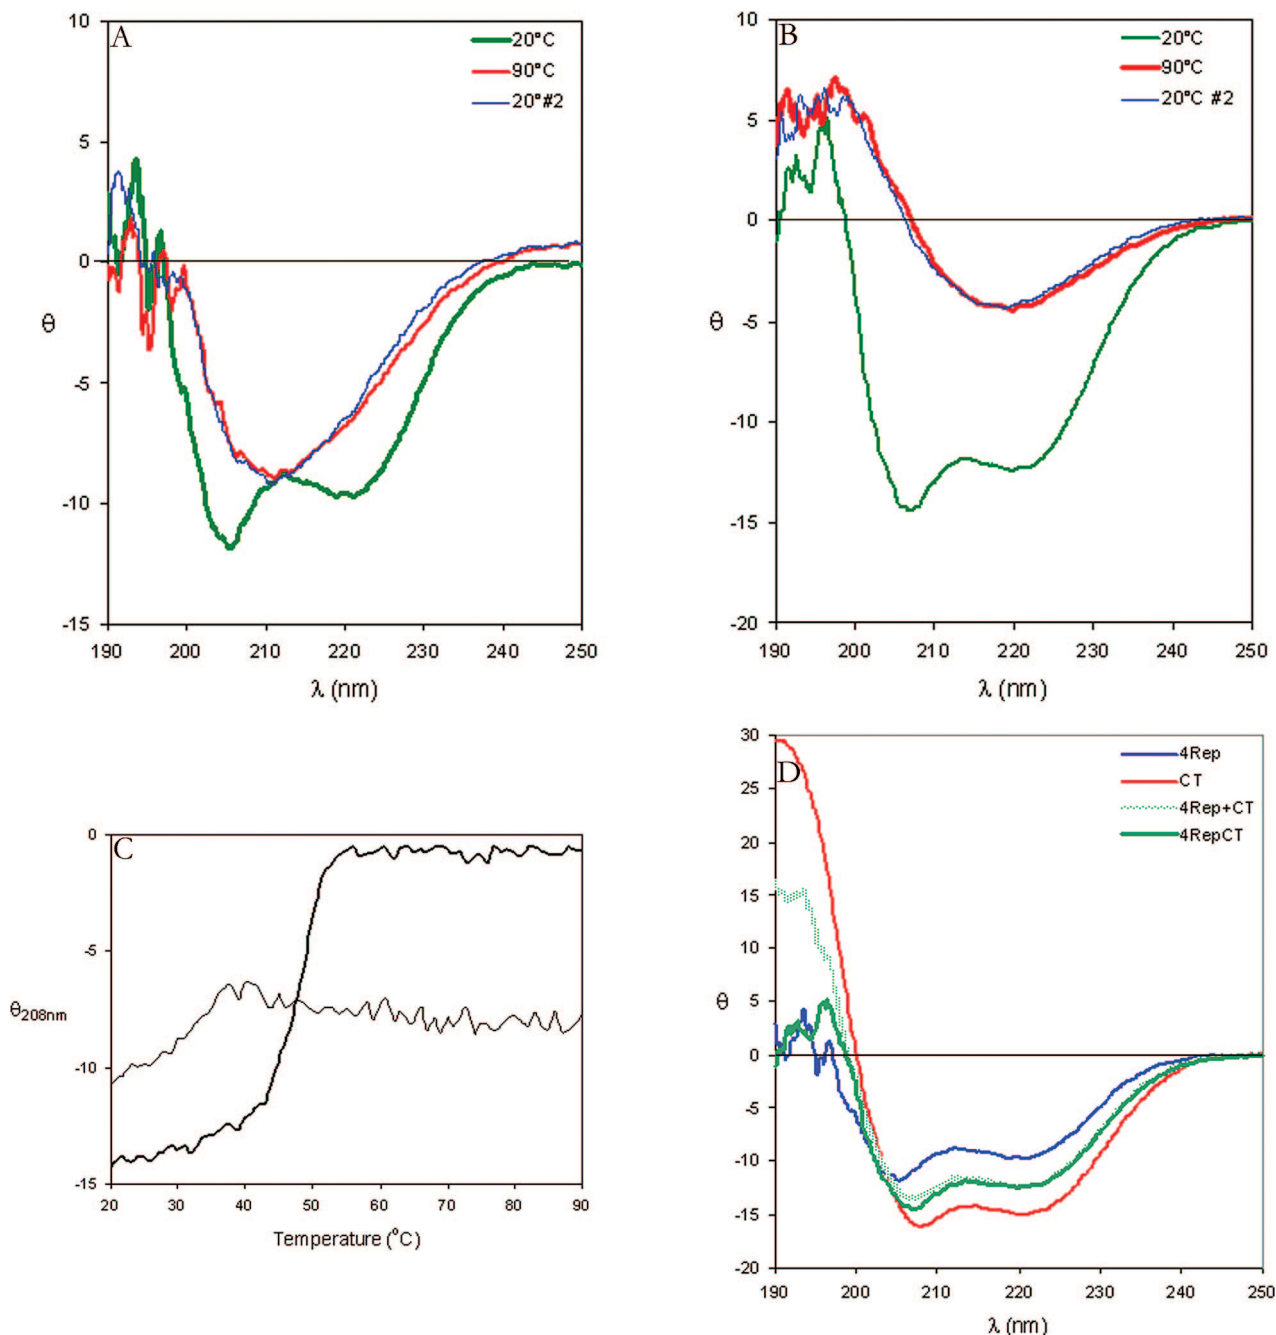 A
10
5
0
-5
-10
-15
Θ
20°C
90°C
20°#2
190 200 210 220 230 240 250
λ (nm)
B
10
5
0
-5
-10
-15
-20
Θ
20°C
90°C
20°C #2
190 200 210 220 230 240 250
λ (nm)
C
0
-5
-10
-15
θ208nm
20 30 40 50 60 70 80 90
Temperature (°C)
D
30
25
20
15
10
5
0
-5
-10
-15
-20
Θ
4Rep
CT
4Rep+CT
4RepCT
190 200 210 220 230 240 250
λ (nm)